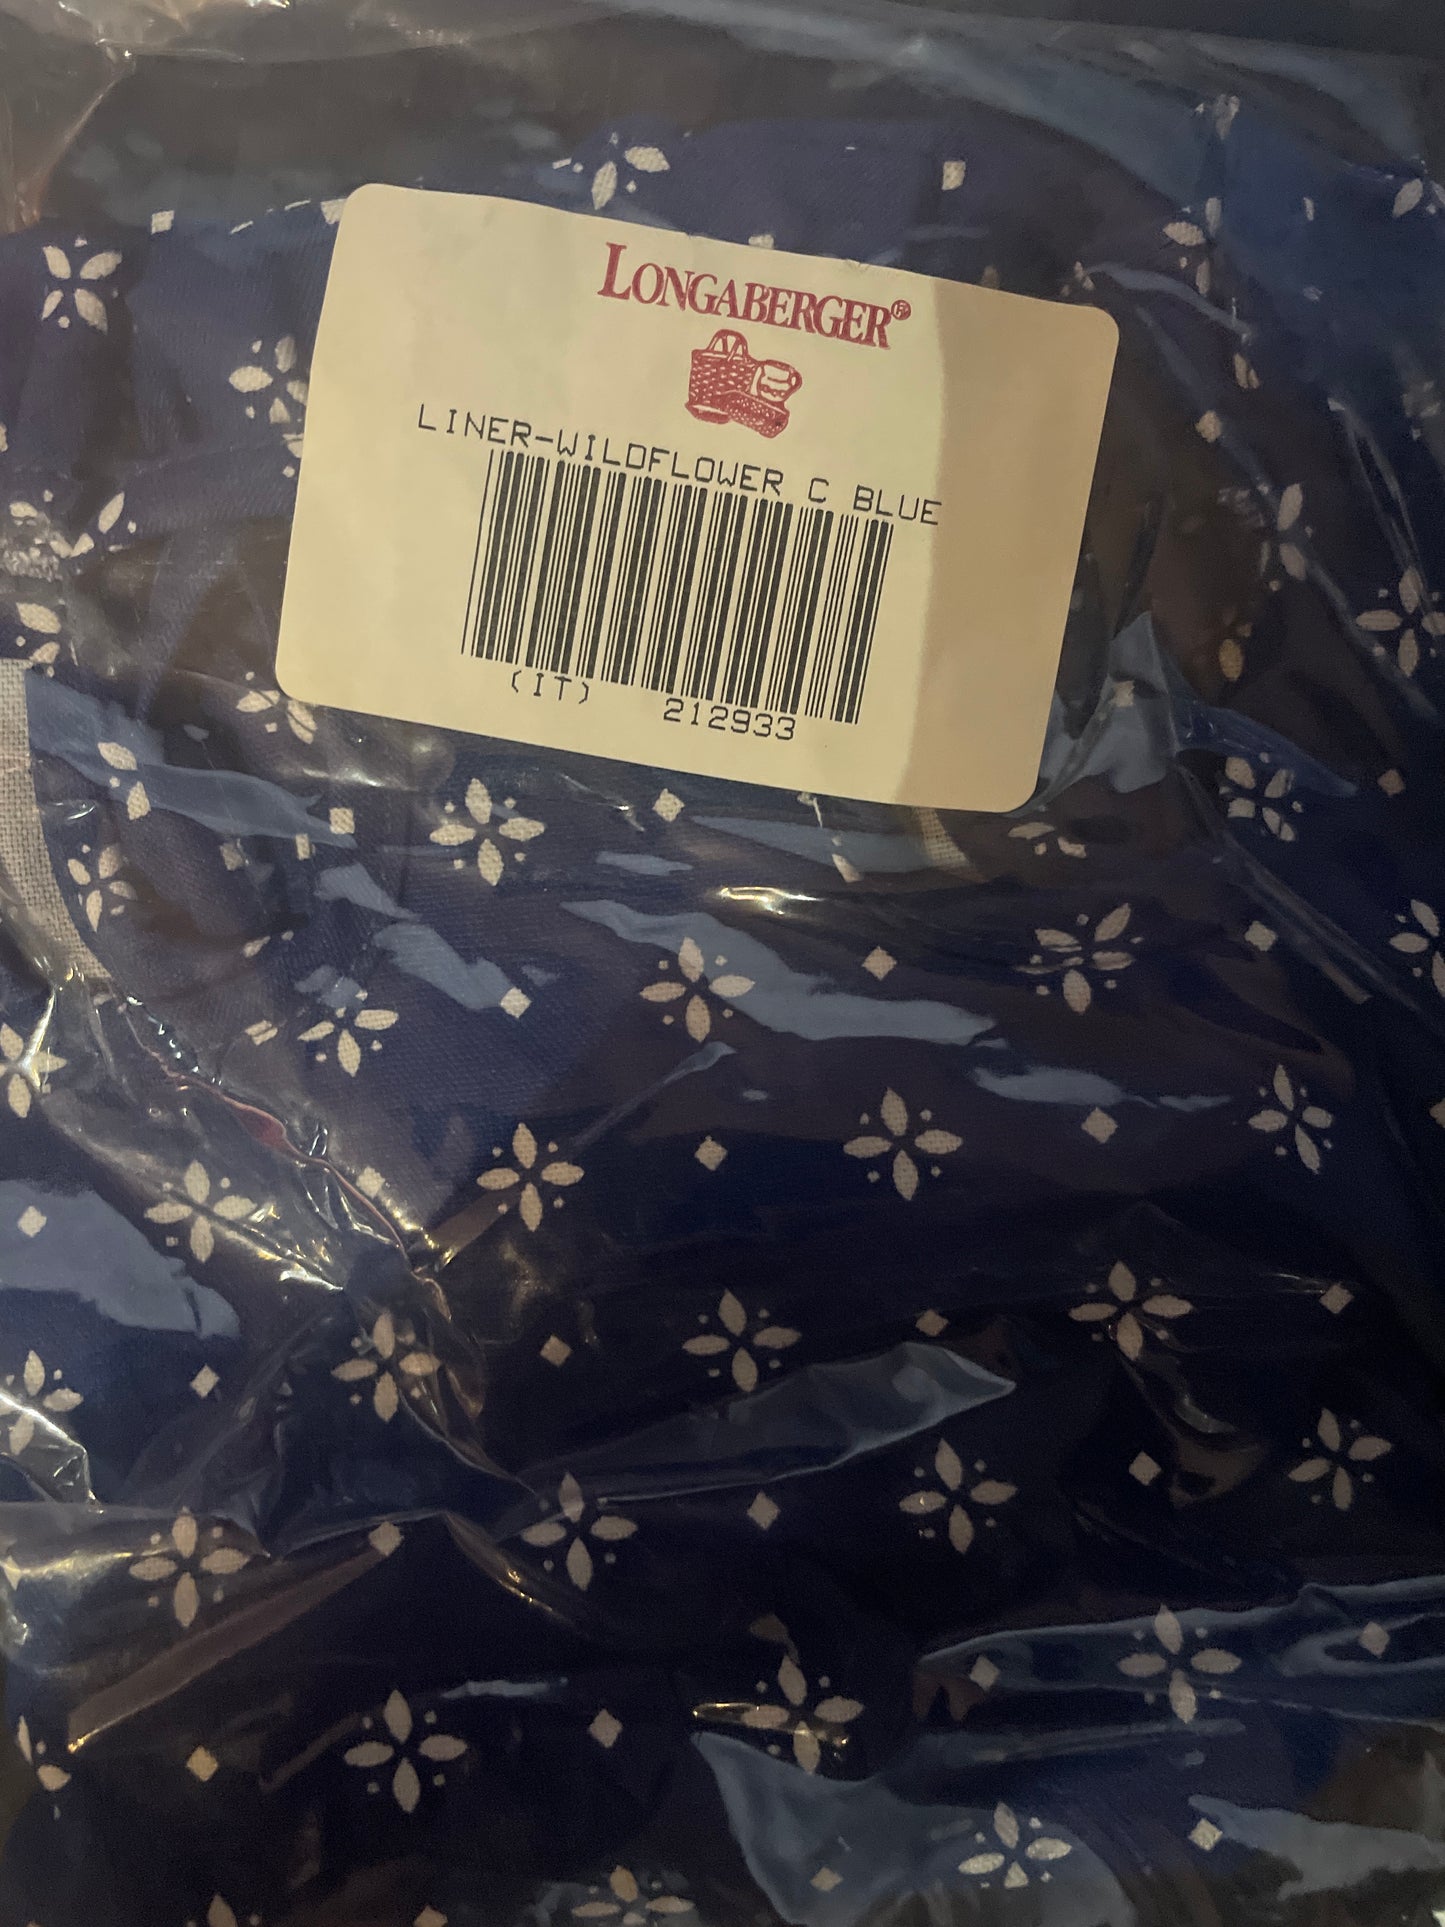 LONGABERGER®
LINER-WILDFLOWER C BLUE
(IT) 212933